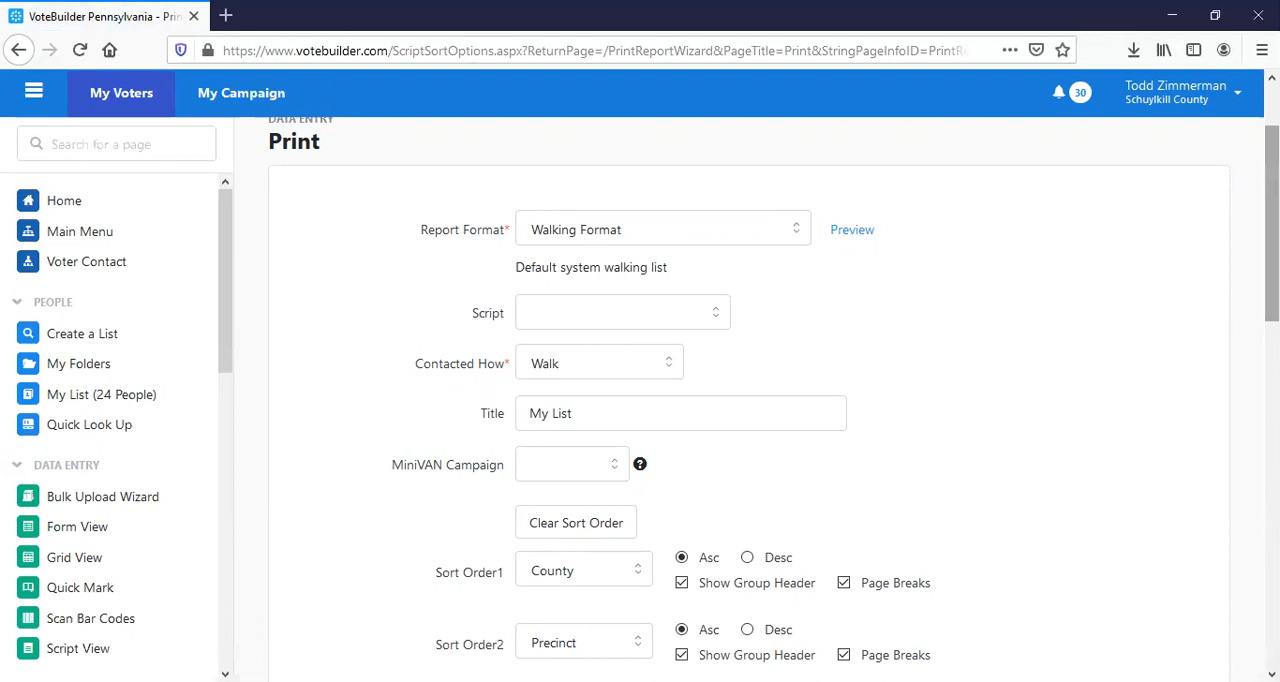 VoteBuilder Pennsylvania - Prin
https://www.votebuilder.com/ScriptSortOptions.aspx?ReturnPage=/PrintReportWizard&PageTitle=Print&StringPageInfoID=PrintRe
My Voters
My Campaign
30
Todd Zimmerman
Schuylkill County
Search for a page
Home
Main Menu
Voter Contact
PEOPLE
Create a List
My Folders
My List (24 People)
Quick Look Up
DATA ENTRY
Bulk Upload Wizard
Form View
Grid View
Quick Mark
Scan Bar Codes
Script View
DATA ENTRY
Print
Report Format* Walking Format Preview
Default system walking list
Script
Contacted How* Walk
Title My List
MiniVAN Campaign ?
Clear Sort Order
Sort Order1 County Asc Desc
Show Group Header Page Breaks
Sort Order2 Precinct Asc Desc
Show Group Header Page Breaks